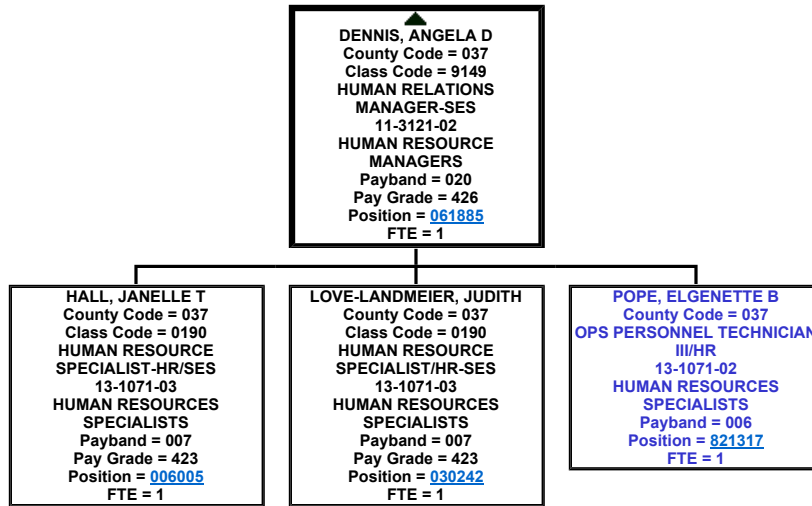 DENNIS, ANGELA D
County Code = 037
Class Code = 9149
HUMAN RELATIONS
MANAGER-SES
11-3121-02
HUMAN RESOURCE
MANAGERS
Payband = 020
Pay Grade = 426
Position = 061885
FTE = 1
HALL, JANELLE T
County Code = 037
Class Code = 0190
HUMAN RESOURCE
SPECIALIST-HR/SES
13-1071-03
HUMAN RESOURCES
SPECIALISTS
Payband = 007
Pay Grade = 423
Position = 006005
FTE = 1
LOVE-LANDMEIER, JUDITH
County Code = 037
Class Code = 0190
HUMAN RESOURCE
SPECIALIST/HR-SES
13-1071-03
HUMAN RESOURCES
SPECIALISTS
Payband = 007
Pay Grade = 423
Position = 030242
FTE = 1
POPE, ELGENETTE B
County Code = 037
OPS PERSONNEL TECHNICIAN
III/HR
13-1071-02
HUMAN RESOURCES
SPECIALISTS
Payband = 006
Position = 821317
FTE = 1